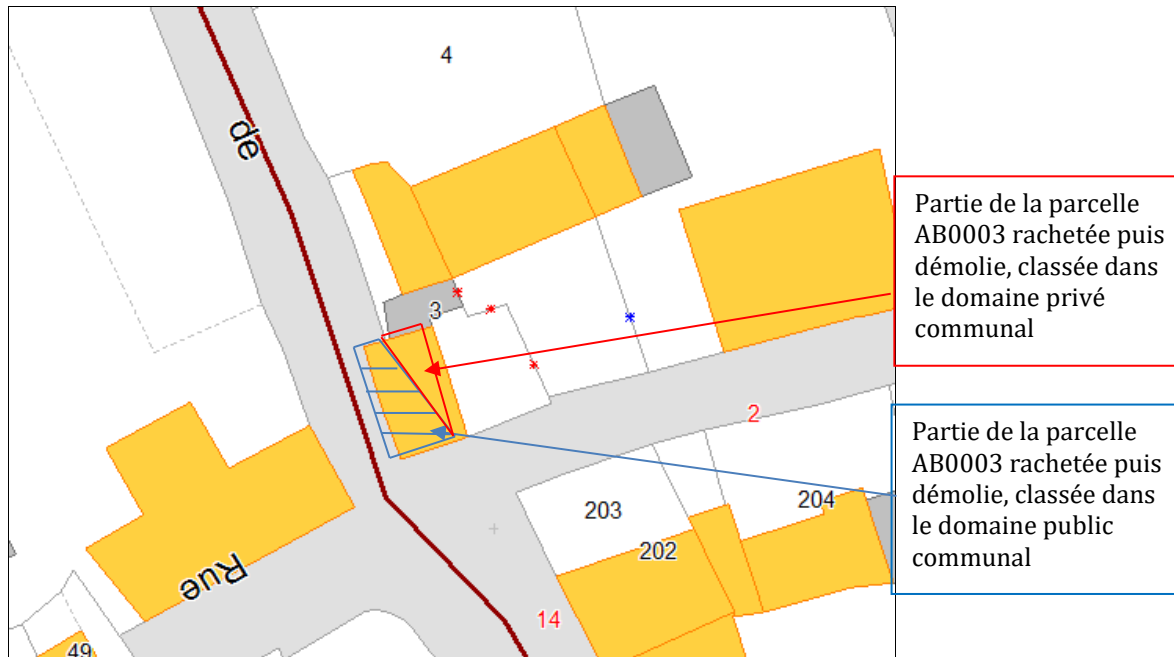 4
de
3
2
203
204
202
Rue
14
49
Partie de la parcelle
AB0003 rachetée puis
démolie, classée dans
le domaine privé
communal
Partie de la parcelle
AB0003 rachetée puis
démolie, classée dans
le domaine public
communal